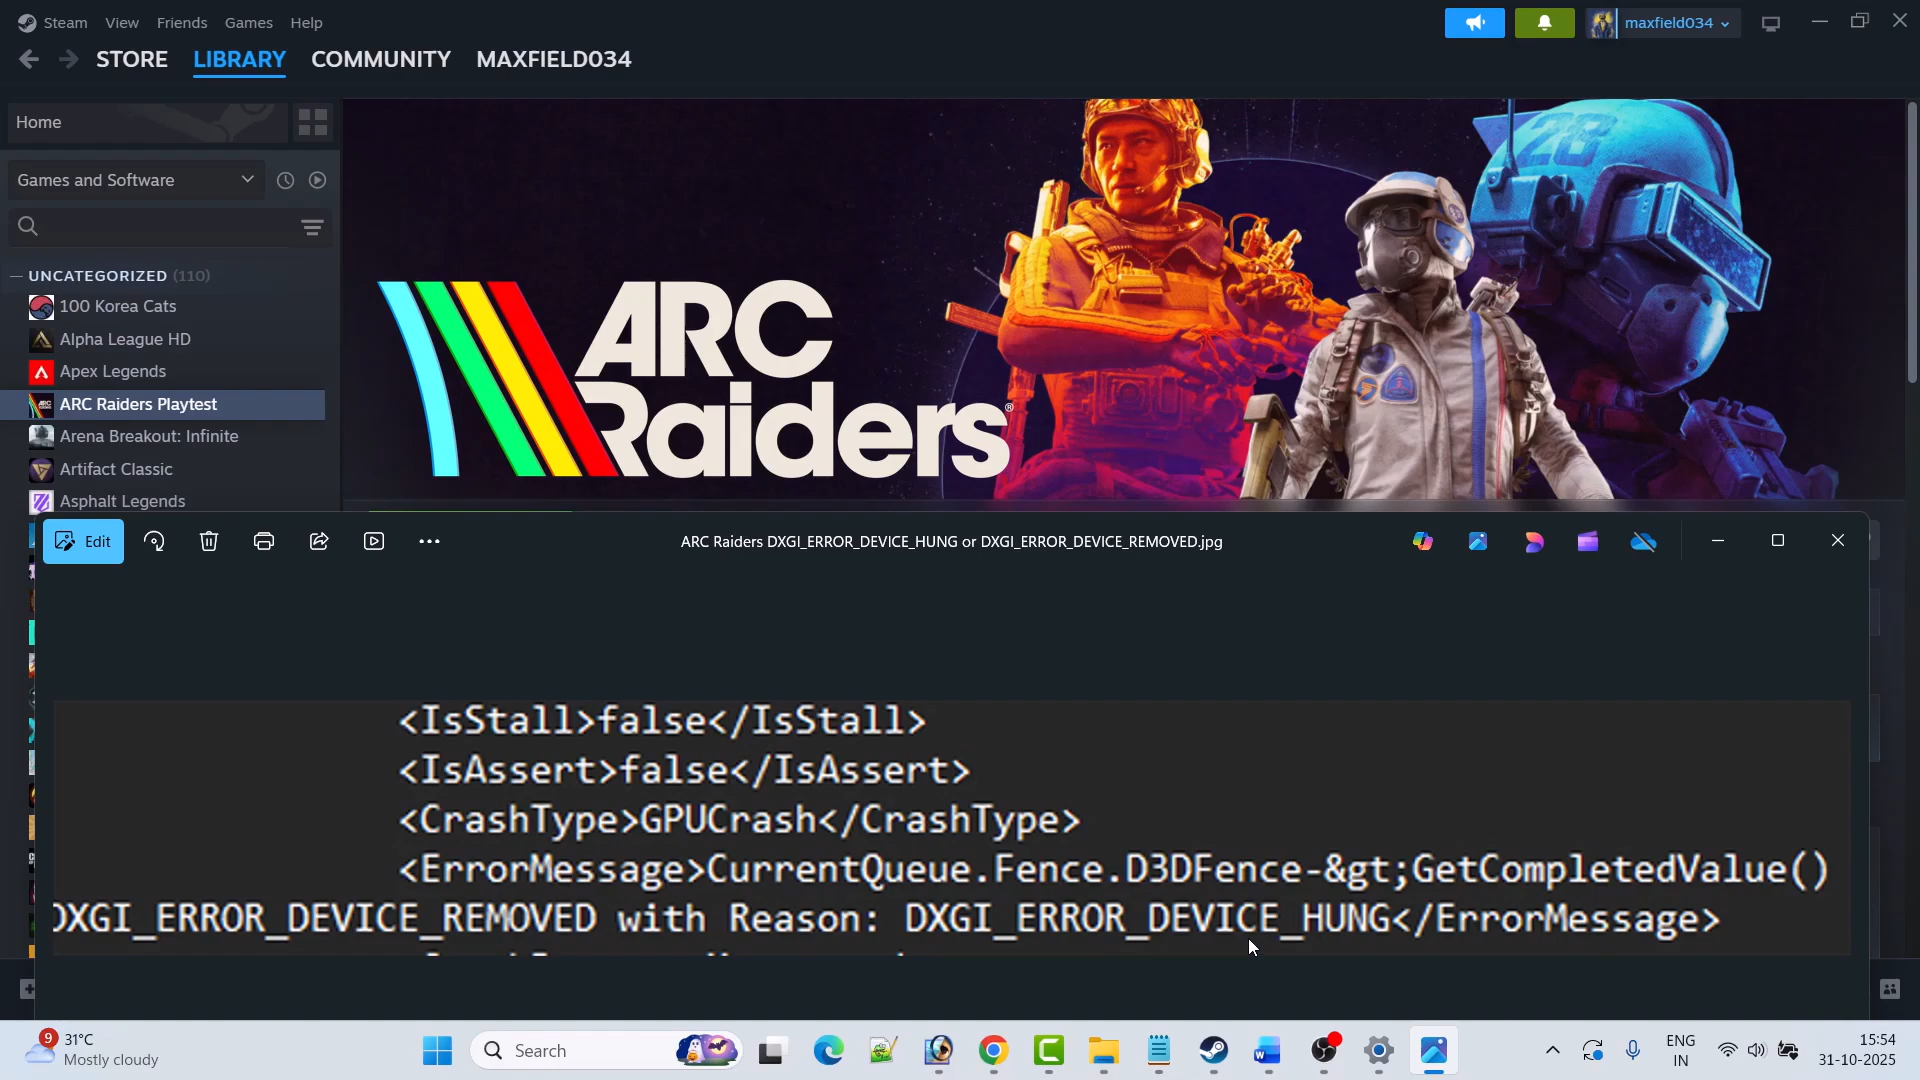 Steam View Friends Games Help
maxfield034
STORE LIBRARY COMMUNITY MAXFIELD034
Home
Games and Software
UNCATEGORIZED (110)
100 Korea Cats
Alpha League HD
Apex Legends
ARC Raiders Playtest
Arena Breakout: Infinite
Artifact Classic
Asphalt Legends
ARC
Raiders®
28
Edit
ARC Raiders DXGI_ERROR_DEVICE_HUNG or DXGI_ERROR_DEVICE_REMOVED.jpg
<IsStall>false</IsStall>
<IsAssert>false</IsAssert>
<CrashType>GPUCrash</CrashType>
<ErrorMessage>CurrentQueue.Fence.D3DFence-&gt;GetCompletedValue()
DXGI_ERROR_DEVICE_REMOVED with Reason: DXGI_ERROR_DEVICE_HUNG</ErrorMessage>
9
31°C
Mostly cloudy
Search
ENG
IN
15:54
31-10-2025